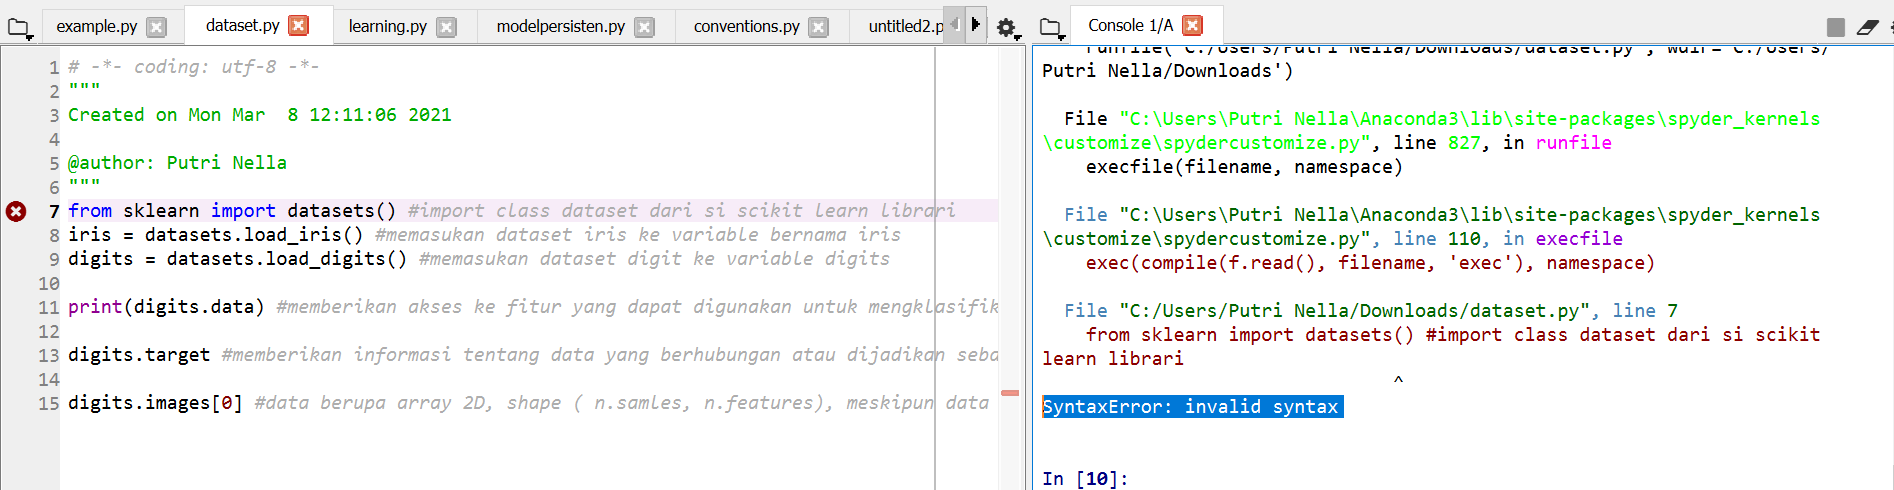 example.py dataset.py learning.py modelpersisten.py conventions.py untitled2.p
Console 1/A
1 # -*- coding: utf-8 -*-
2 """
3 Created on Mon Mar  8 12:11:06 2021
4
5 @author: Putri Nella
6 """
7 from sklearn import datasets() #import class dataset dari si scikit learn librari
8 iris = datasets.load_iris() #memasukan dataset iris ke variable bernama iris
9 digits = datasets.load_digits() #memasukan dataset digit ke variable digits
10
11 print(digits.data) #memberikan akses ke fitur yang dapat digunakan untuk mengklasifik
12
13 digits.target #memberikan informasi tentang data yang berhubungan atau dijadikan seba
14
15 digits.images[0] #data berupa array 2D, shape ( n.samles, n.features), meskipun data
runfile('C:/Users/Putri Nella/Downloads/dataset.py', wdir='C:/Users/
Putri Nella/Downloads')
File "C:\Users\Putri Nella\Anaconda3\lib\site-packages\spyder_kernels
\customize\spydercustomize.py", line 827, in runfile
execfile(filename, namespace)
File "C:\Users\Putri Nella\Anaconda3\lib\site-packages\spyder_kernels
\customize\spydercustomize.py", line 110, in execfile
exec(compile(f.read(), filename, 'exec'), namespace)
File "C:/Users/Putri Nella/Downloads/dataset.py", line 7
from sklearn import datasets() #import class dataset dari si scikit
learn librari
^
SyntaxError: invalid syntax
In [10]: